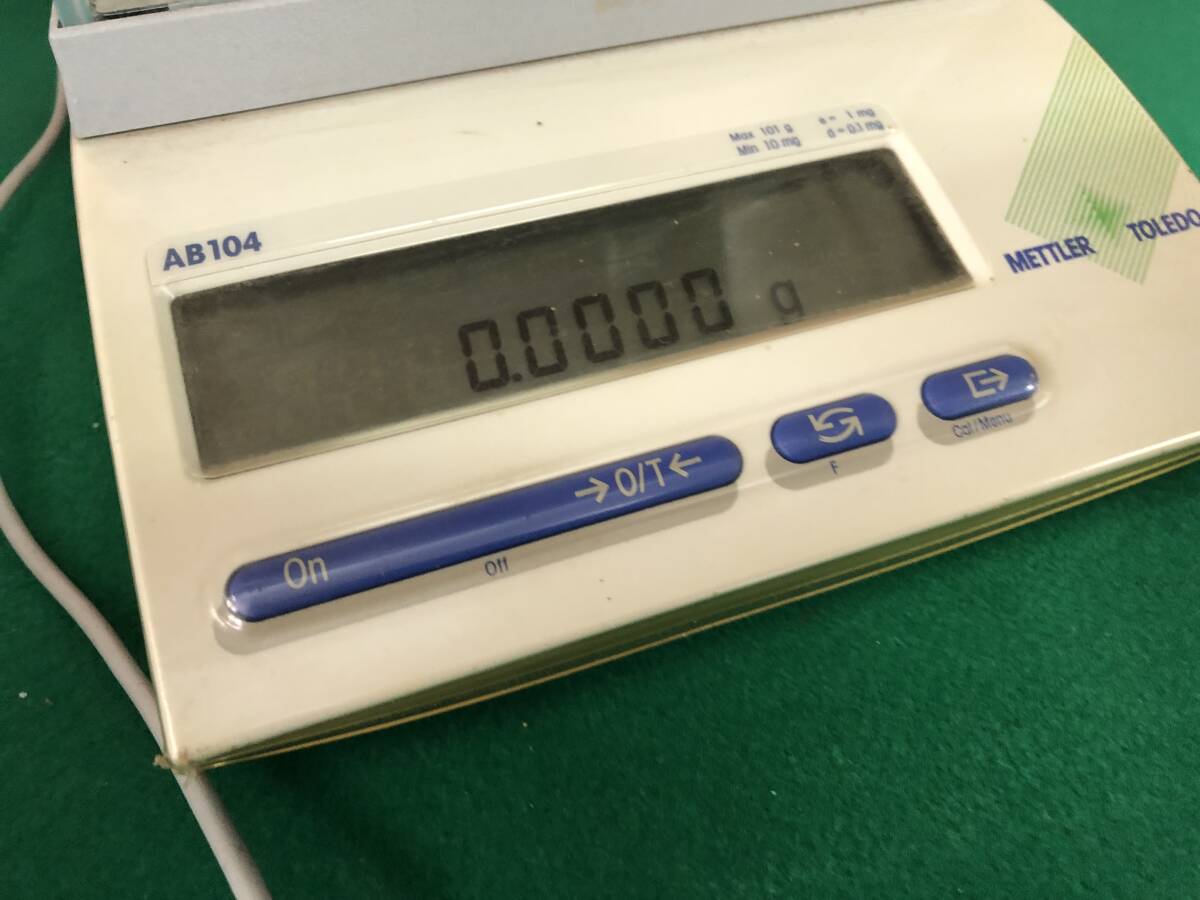 Max 101 g e = 1 mg
Min 10 mg d = 0.1 mg
AB104
METTLER TOLEDO
0.0000 g
On →O/T←
Off
F
Cal/Menu